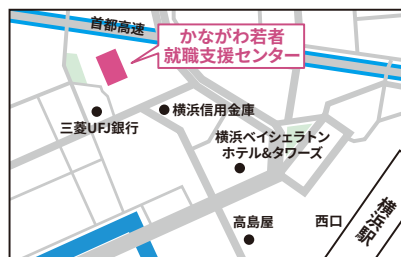 首都高速
かながわ若者
就職支援センター
横浜信用金庫
三菱UFJ銀行
横浜ベイシェラトン
ホテル&タワーズ
高島屋
西口
横浜駅